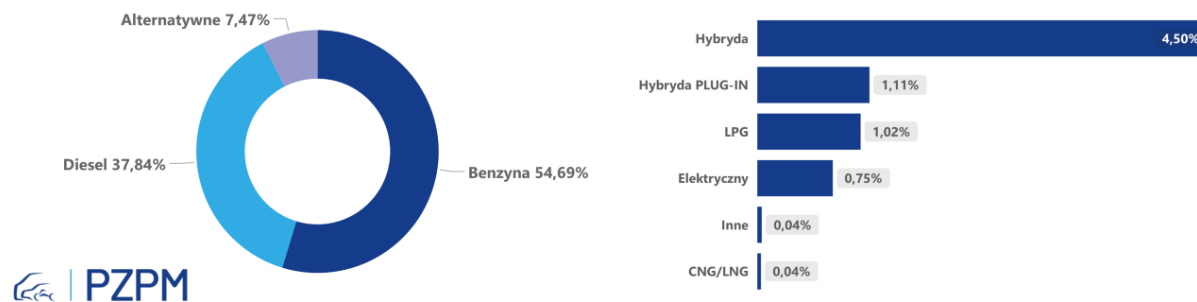 Alternatywne 7,47%
Diesel 37,84%
Benzyna 54,69%
PZPM
Hybryda 4,50%
Hybryda PLUG-IN 1,11%
LPG 1,02%
Elektryczny 0,75%
Inne 0,04%
CNG/LNG 0,04%